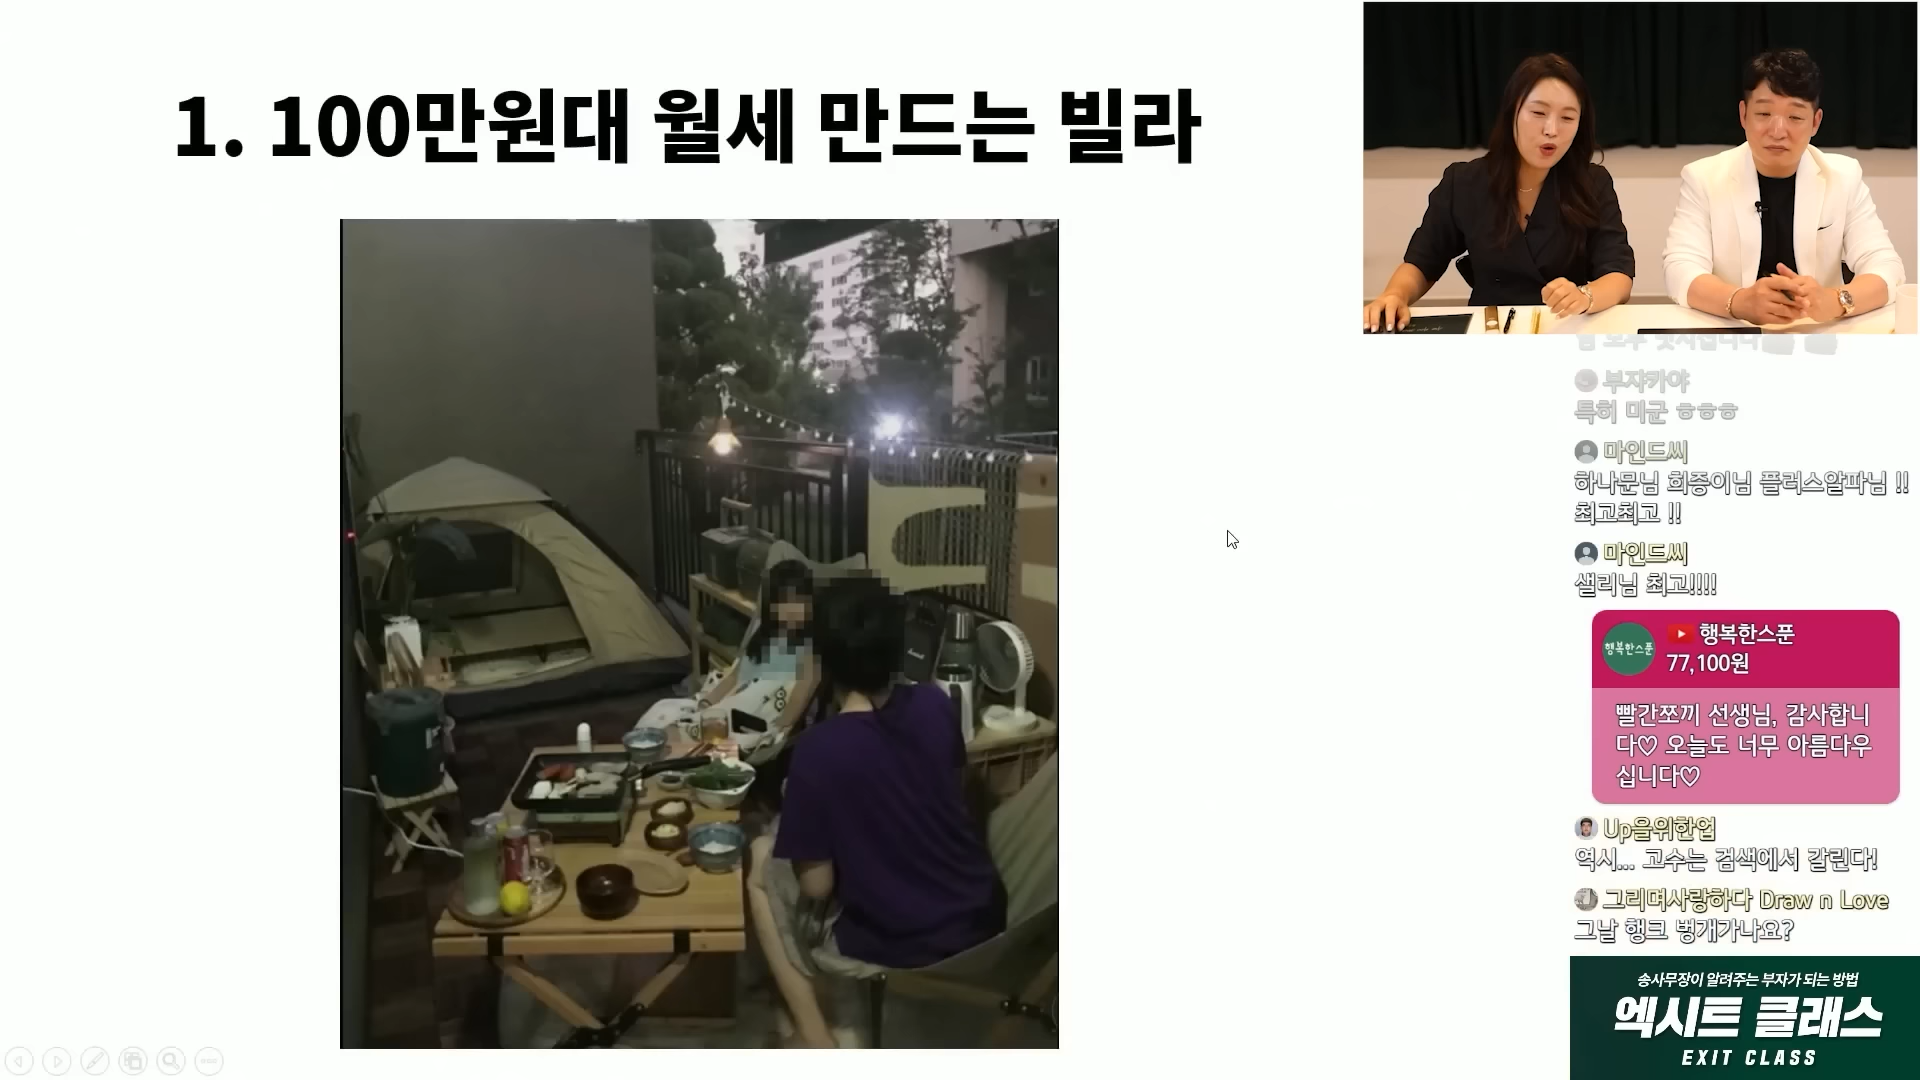 1. 100만원대 월세 만드는 빌라
부자카야
특히 미군 ㅎㅎㅎ
마인드씨
하나문님 희중이님 플러스알파님 !!
최고최고 !!
마인드씨
샐리님 최고!!!!
행복한스푼
행복한스푼
77,100원
빨간쪼끼 선생님, 감사합니
다♡ 오늘도 너무 아름다우
십니다♡
Up을위한업
역시... 고수는 검색에서 갈린다!
그리며사랑하다 Draw n Love
그날 행크 벙개가나요?
송사무장이 알려주는 부자가 되는 방법
엑시트 클래스
EXIT CLASS